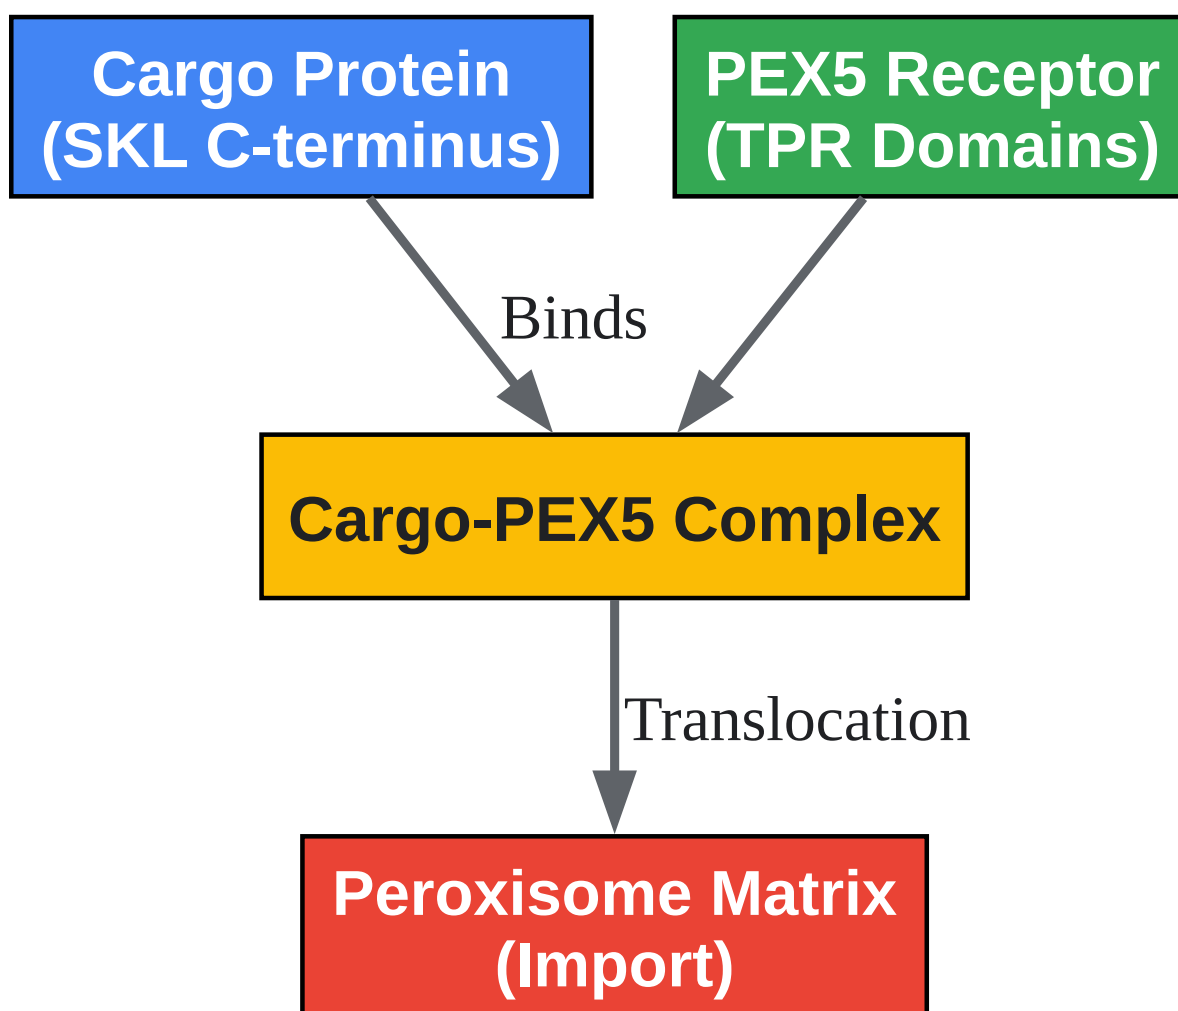 Cargo Protein
(SKL C-terminus)
PEX5 Receptor
(TPR Domains)
Binds
Cargo-PEX5 Complex
Translocation
Peroxisome Matrix
(Import)